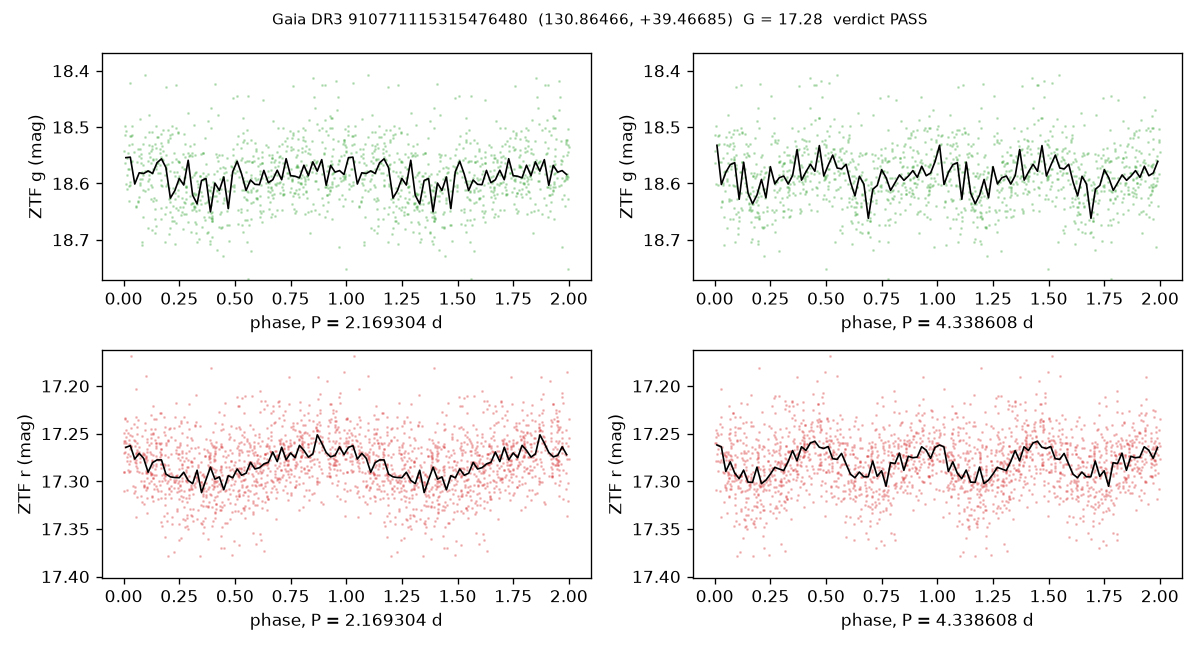 Gaia DR3 910771115315476480 (130.86466, +39.46685) G = 17.28 verdict PASS
ZTF g (mag)
18.4
18.5
18.6
18.7
0.00 0.25 0.50 0.75 1.00 1.25 1.50 1.75 2.00
phase, P = 2.169304 d
ZTF g (mag)
18.4
18.5
18.6
18.7
0.00 0.25 0.50 0.75 1.00 1.25 1.50 1.75 2.00
phase, P = 4.338608 d
ZTF r (mag)
17.20
17.25
17.30
17.35
17.40
0.00 0.25 0.50 0.75 1.00 1.25 1.50 1.75 2.00
phase, P = 2.169304 d
ZTF r (mag)
17.20
17.25
17.30
17.35
17.40
0.00 0.25 0.50 0.75 1.00 1.25 1.50 1.75 2.00
phase, P = 4.338608 d